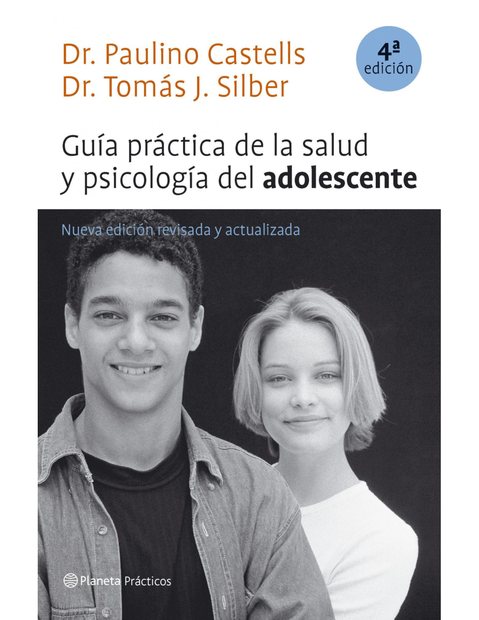 Dr. Paulino Castells
Dr. Tomás J. Silber
4ª
edición
Guía práctica de la salud
y psicología del adolescente
Nueva edición revisada y actualizada
Planeta Prácticos